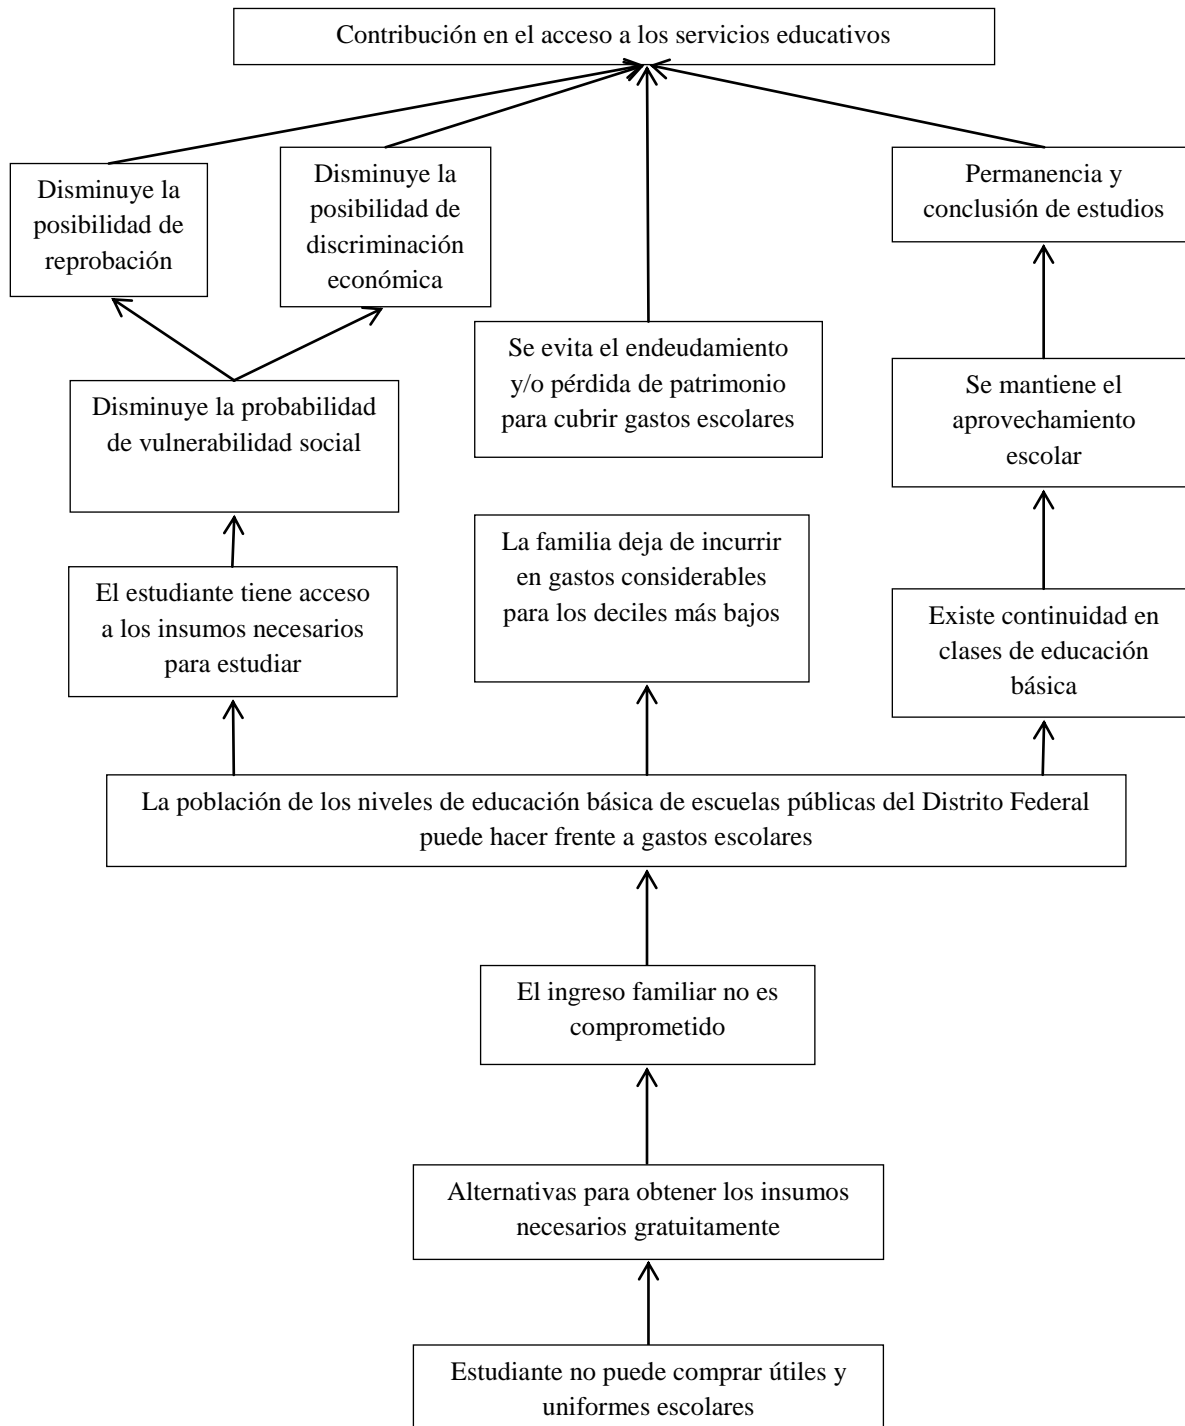 Contribución en el acceso a los servicios educativos
Disminuye la
posibilidad de
reprobación
Disminuye la
posibilidad de
discriminación
económica
Permanencia y
conclusión de estudios
Se evita el endeudamiento
y/o pérdida de patrimonio
para cubrir gastos escolares
Disminuye la probabilidad
de vulnerabilidad social
Se mantiene el
aprovechamiento
escolar
La familia deja de incurrir
en gastos considerables
para los deciles más bajos
El estudiante tiene acceso
a los insumos necesarios
para estudiar
Existe continuidad en
clases de educación
básica
La población de los niveles de educación básica de escuelas públicas del Distrito Federal
puede hacer frente a gastos escolares
El ingreso familiar no es
comprometido
Alternativas para obtener los insumos
necesarios gratuitamente
Estudiante no puede comprar útiles y
uniformes escolares